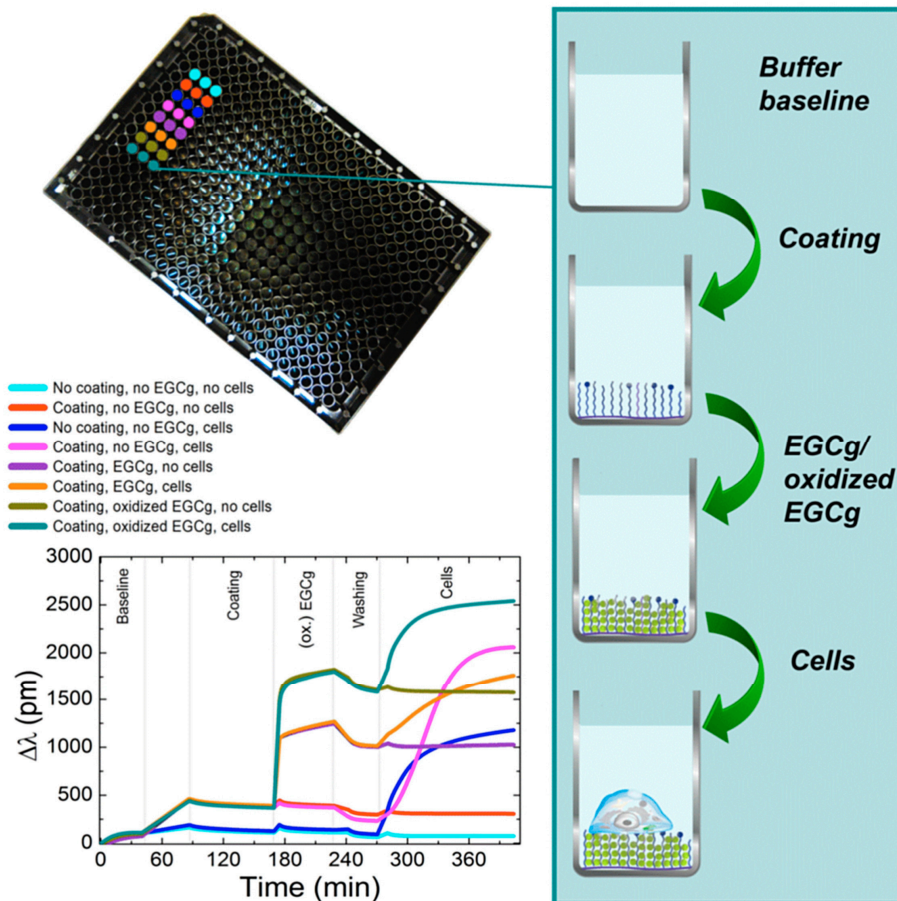 Buffer
baseline
Coating
EGCg/
oxidized
EGCg
Cells
No coating, no EGCg, no cells
Coating, no EGCg, no cells
No coating, no EGCg, cells
Coating, no EGCg, cells
Coating, EGCg, no cells
Coating, EGCg, cells
Coating, oxidized EGCg, no cells
Coating, oxidized EGCg, cells
3000
2500
2000
1500
1000
500
0
Δλ (pm)
Baseline
Coating
(ox.) EGCg
Washing
Cells
0 60 120 180 240 300 360
Time (min)